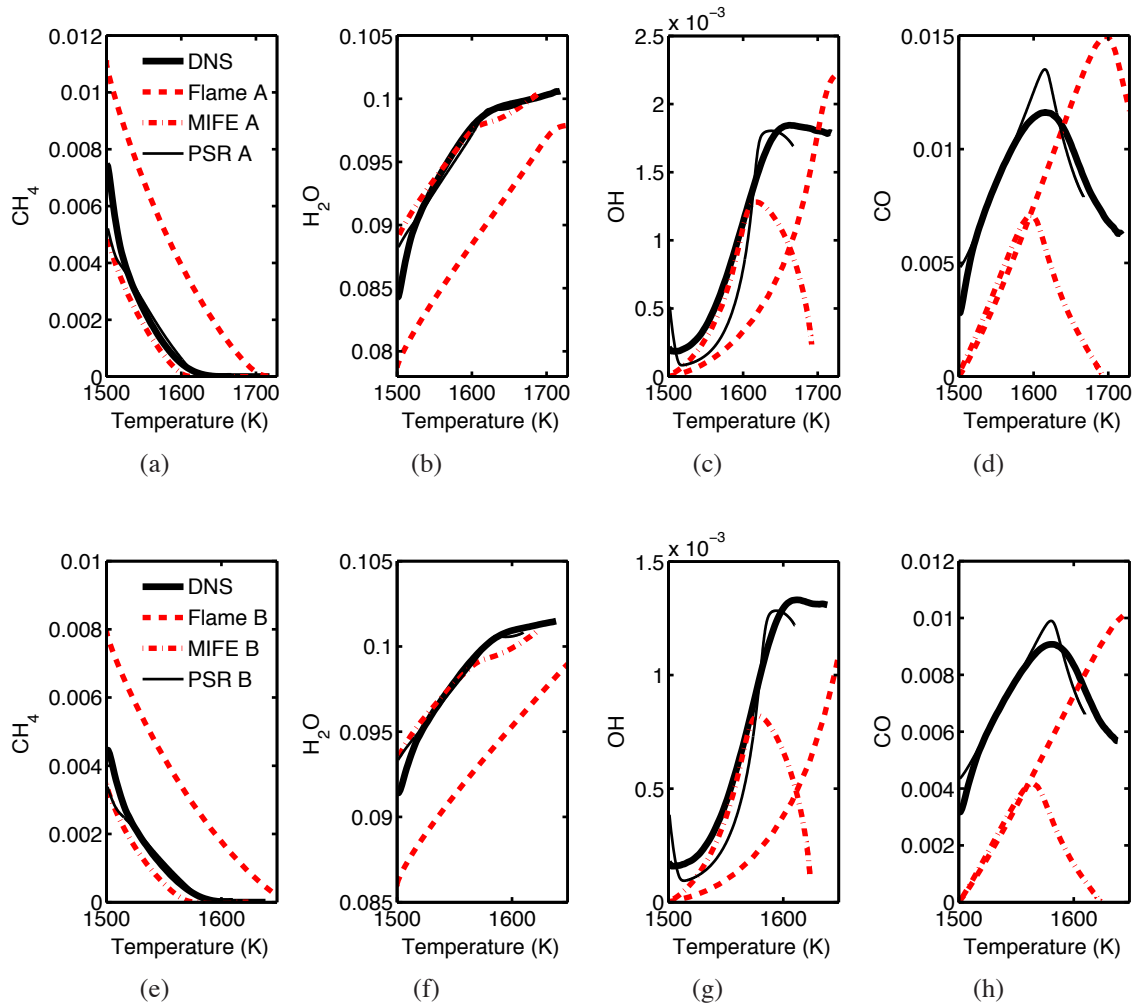 CH₄
0.012
0.01
0.008
0.006
0.004
0.002
0
1500
1600
1700
Temperature (K)
DNS
Flame A
MIFE A
PSR A
(a)
H₂O
0.105
0.1
0.095
0.09
0.085
0.08
1500
1600
1700
Temperature (K)
(b)
OH
x 10⁻³
2.5
2
1.5
1
0.5
0
1500
1600
1700
Temperature (K)
(c)
CO
0.015
0.01
0.005
0
1500
1600
1700
Temperature (K)
(d)
CH₄
0.01
0.008
0.006
0.004
0.002
0
1500
1600
Temperature (K)
DNS
Flame B
MIFE B
PSR B
(e)
H₂O
0.105
0.1
0.095
0.09
0.085
1500
1600
Temperature (K)
(f)
OH
x 10⁻³
1.5
1
0.5
0
1500
1600
Temperature (K)
(g)
CO
0.012
0.01
0.008
0.006
0.004
0.002
0
1500
1600
Temperature (K)
(h)